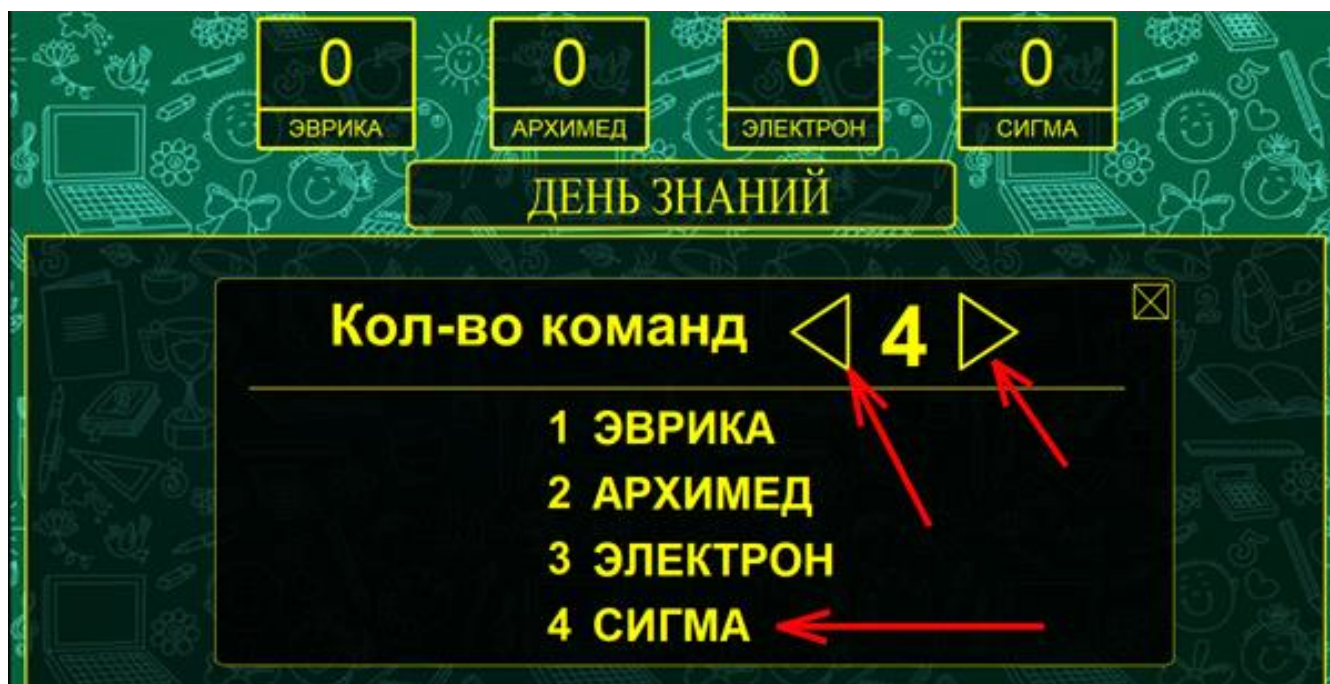 0 0 0 0
ЭВРИКА АРХИМЕД ЭЛЕКТРОН СИГМА
ДЕНЬ ЗНАНИЙ
Кол-во команд 4
1 ЭВРИКА
2 АРХИМЕД
3 ЭЛЕКТРОН
4 СИГМА